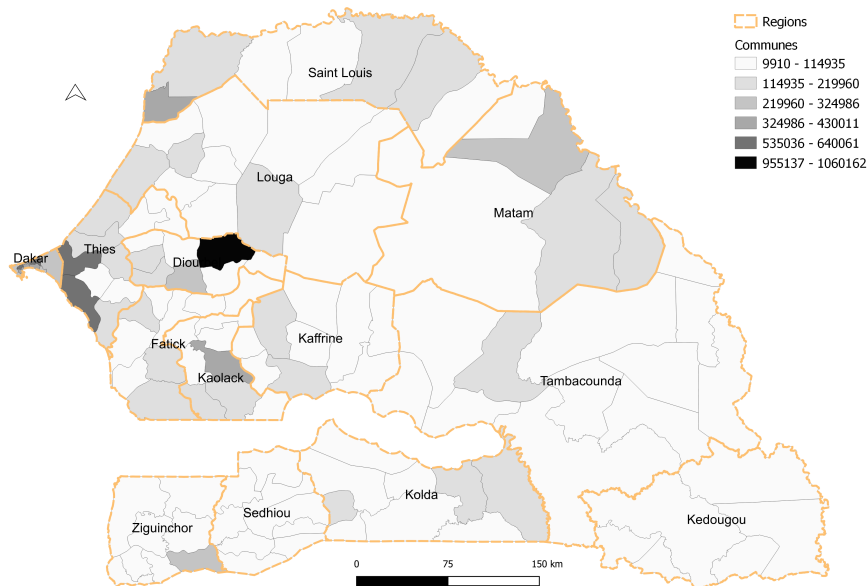 Regions
Communes
9910 - 114935
114935 - 219960
219960 - 324986
324986 - 430011
535036 - 640061
955137 - 1060162
Saint Louis
Louga
Matam
Dakar
Thies
Diou
Fatick
Kaffrine
Kaolack
Tambacounda
Kolda
Sedhiou
Ziguinchor
Kedougou
0 75 150 km